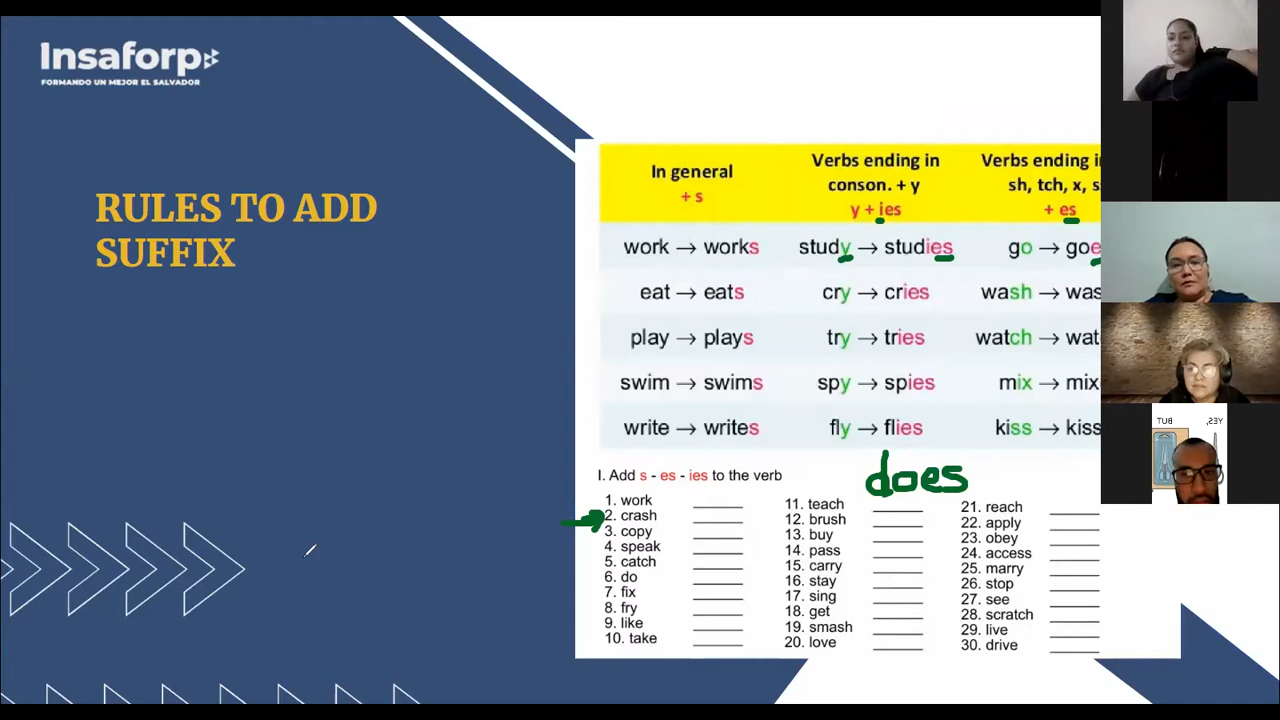 Insaforp
FORMANDO UN MEJOR EL SALVADOR
RULES TO ADD
SUFFIX
In general
+ s
Verbs ending in
conson. + y
y + ies
Verbs ending i
sh, tch, x, s
+ es
work → works
study → studies
go → goe
eat → eats
cry → cries
wash → was
play → plays
try → tries
watch → wat
swim → swims
spy → spies
mix → mix
write → writes
fly → flies
kiss → kiss
I. Add s - es - ies to the verb
does
1. work
2. crash
3. copy
4. speak
5. catch
6. do
7. fix
8. fry
9. like
10. take
11. teach
12. brush
13. buy
14. pass
15. carry
16. stay
17. sing
18. get
19. smash
20. love
21. reach
22. apply
23. obey
24. access
25. marry
26. stop
27. see
28. scratch
29. live
30. drive
YES,
BUT